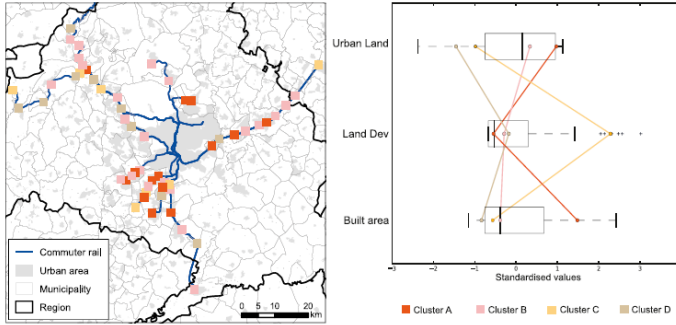 Commuter rail
Urban area
Municipality
Region
0 5 10 20
km
Urban Land
Land Dev
Built area
−3 −2 −1 0 1 2 3 4
Standardised values
Cluster A Cluster B Cluster C Cluster D